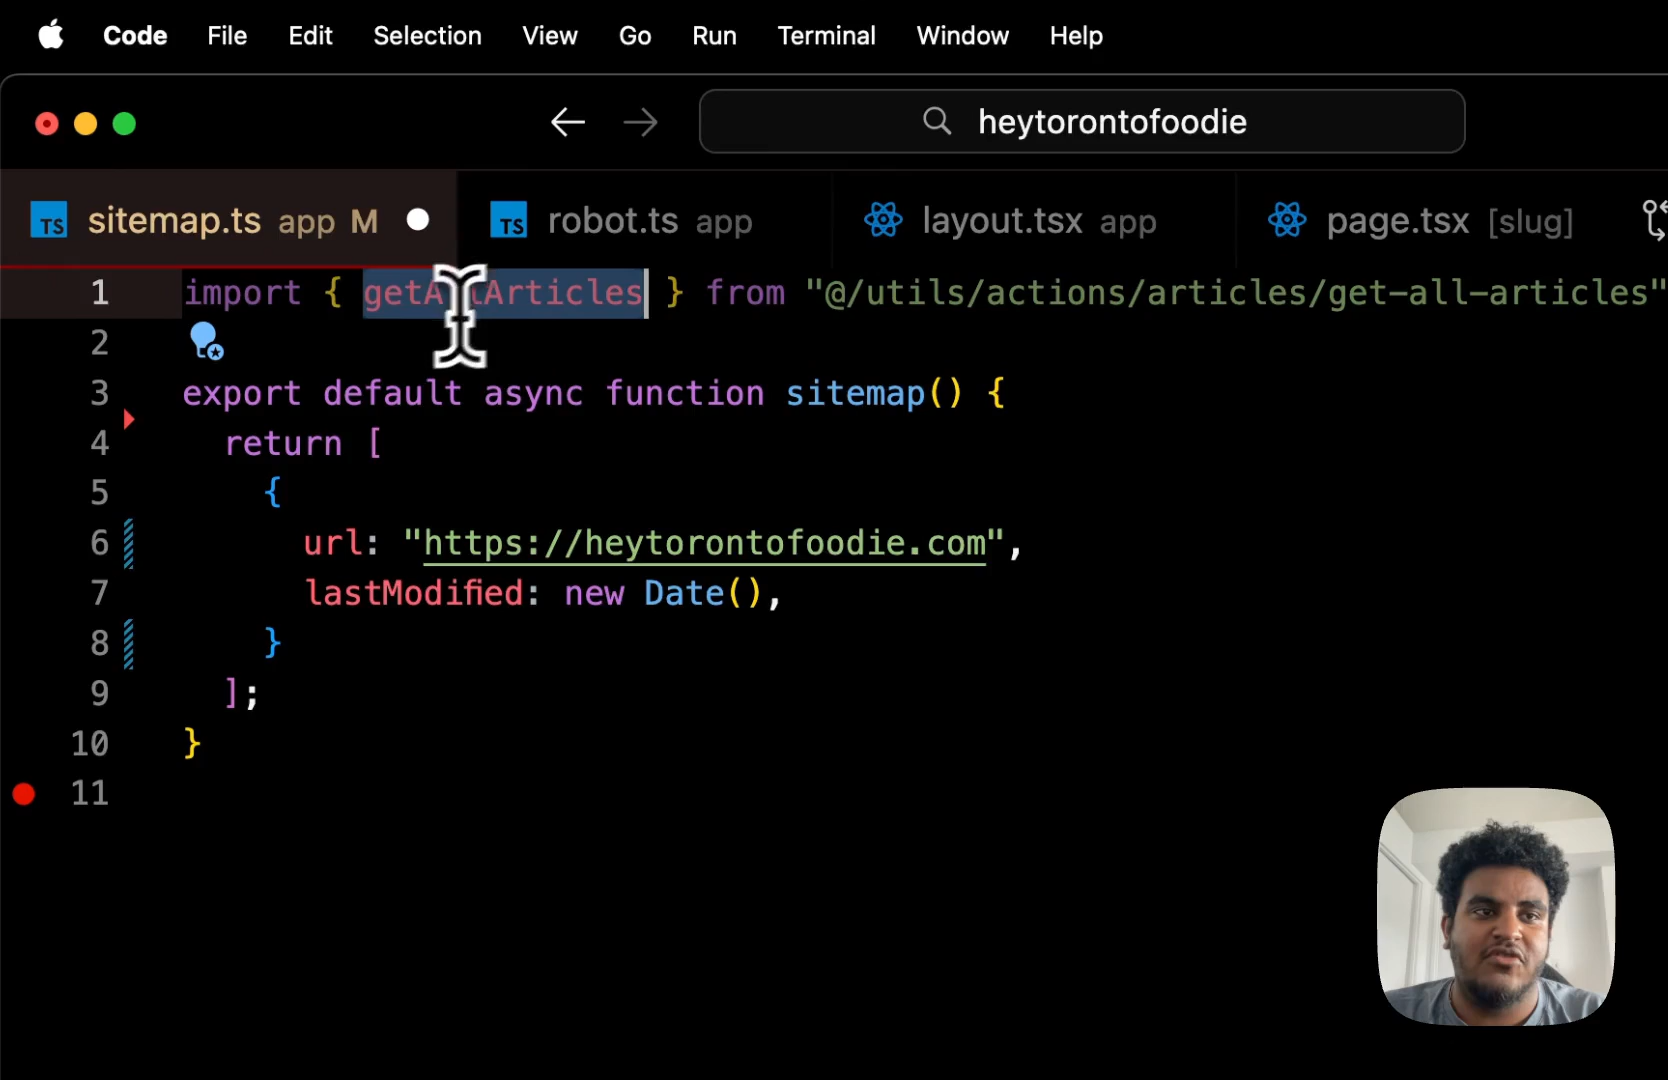 Code File Edit Selection View Go Run Terminal Window Help
heytorontofoodie
TS sitemap.ts app M TS robot.ts app layout.tsx app page.tsx [slug]
1 import { getAllArticles } from "@/utils/actions/articles/get-all-articles"
2
3 export default async function sitemap() {
4 return [
5 {
6 url: "https://heytorontofoodie.com",
7 lastModified: new Date(),
8 }
9 ];
10 }
11